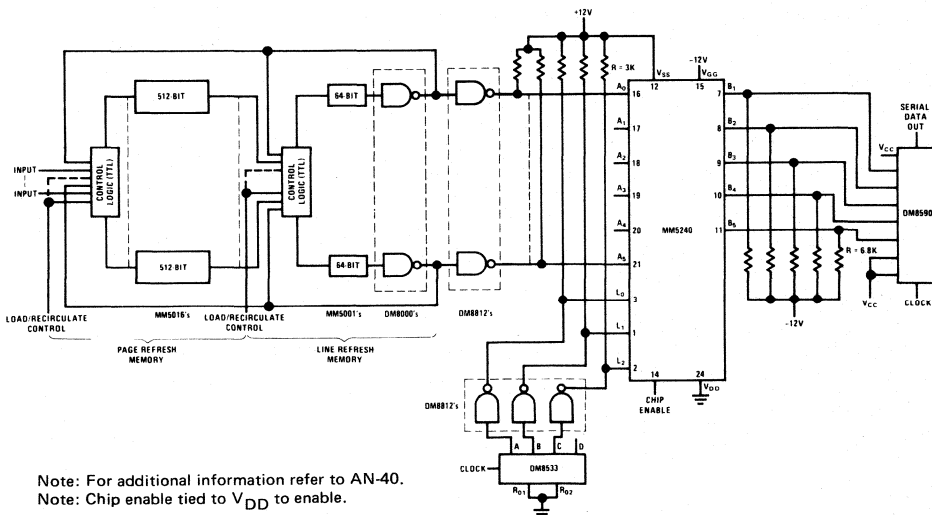 +12V
-12V
R = 3K
VSS
12
VGG
15
512-BIT
64-BIT
A0
16
A1
17
A2
18
A3
19
A4
20
A5
21
L0
3
L1
1
L2
2
MM5240
B1
7
B2
8
B3
9
B4
10
B5
11
SERIAL
DATA
OUT
VCC
DM8590
INPUT
INPUT
CONTROL
LOGIC (TTL)
CONTROL
LOGIC (TTL)
R = 6.8K
512-BIT
64-BIT
VCC
CLOCK
-12V
LOAD/RECIRCULATE
CONTROL
MM5016's
LOAD/RECIRCULATE
CONTROL
MM5001's
DM8000's
DM8812's
PAGE REFRESH
MEMORY
LINE REFRESH
MEMORY
14
CHIP
ENABLE
24
VDD
DM8812's
A
B
C
D
CLOCK
DM8533
R01
R02
Note: For additional information refer to AN-40.
Note: Chip enable tied to VDD to enable.